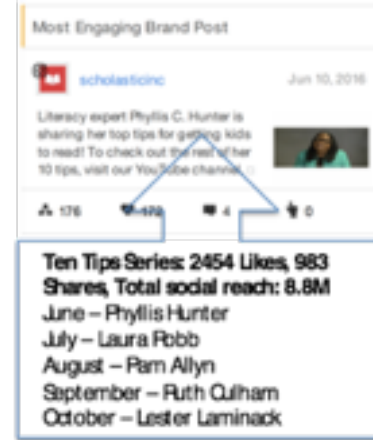 Most Engaging Brand Post
scholasticinc
Jun 10, 2016
Literacy expert Phyllis C. Hunter is
sharing her top tips for getting kids
to read! To check out the rest of her
10 tips, visit our YouTube channel
176
172
4
0
Ten Tips Series: 2454 Likes, 983
Shares, Total social reach: 8.8M
June – Phyllis Hunter
July – Laura Robb
August – Pam Allyn
September – Ruth Culham
October – Lester Laminack